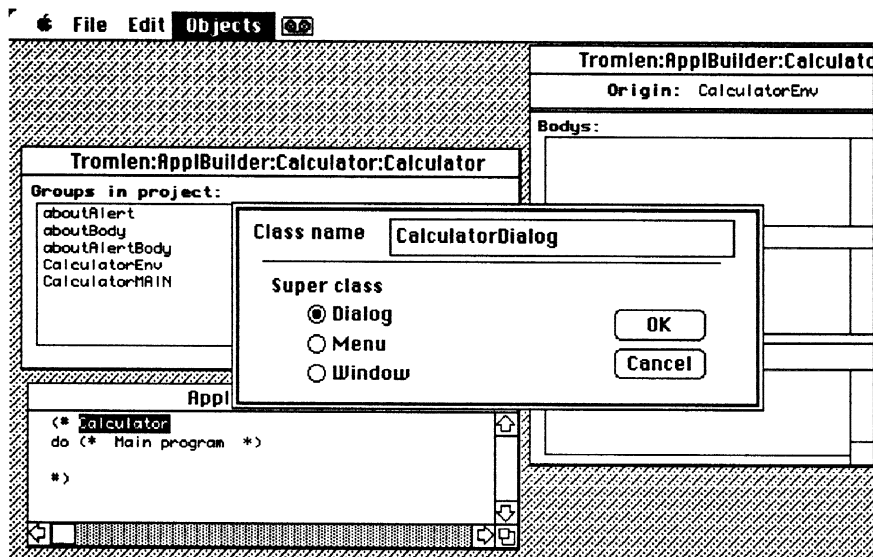 File Edit Objects
Tromlen:ApplBuilder:Calculato
Origin: CalculatorEnv
Bodys:
Tromlen:ApplBuilder:Calculator:Calculator
Groups in project:
aboutAlert
aboutBody
aboutAlertBody
CalculatorEnv
CalculatorMAIN
Class name CalculatorDialog
Super class
Dialog
Menu
Window
OK
Cancel
Appl
(* Calculator
do (* Main program *)
*)